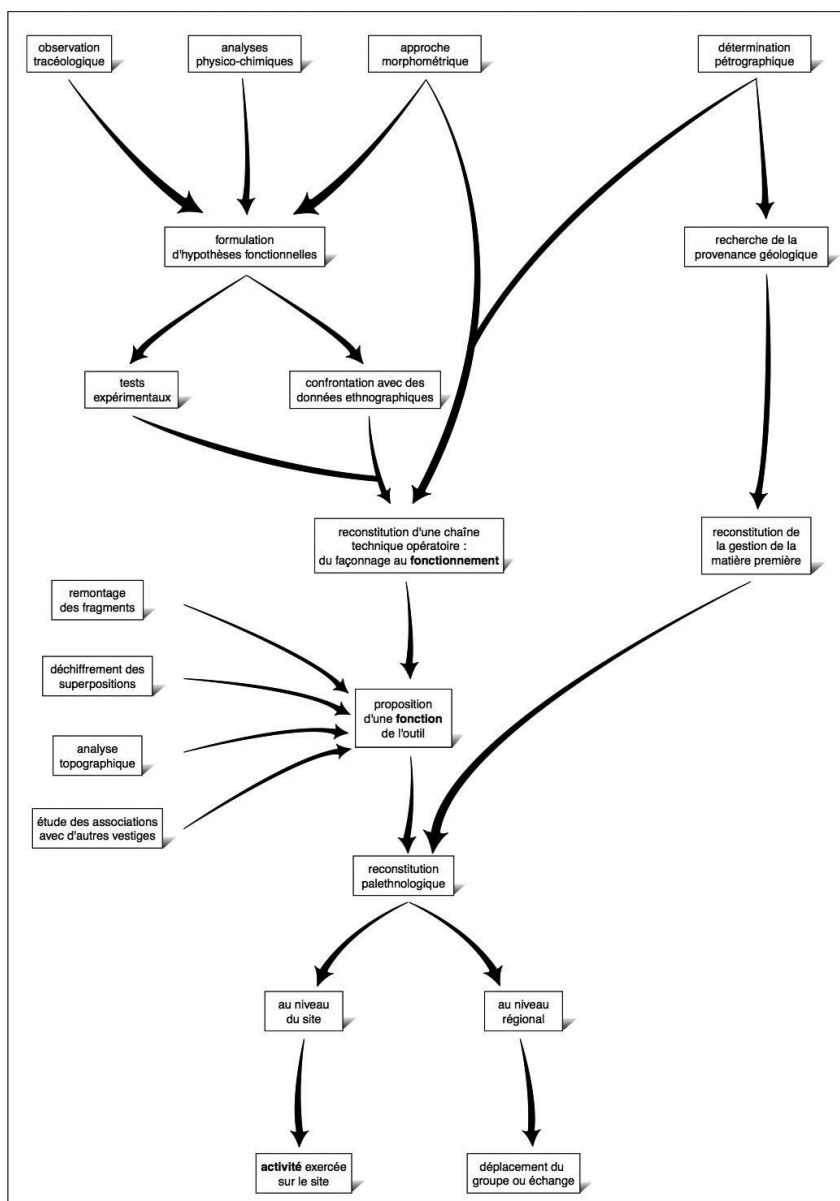 observation
tracéologique
analyses
physico-chimiques
approche
morphométrique
détermination
pétrographique
formulation
d'hypothèses fonctionnelles
recherche de la
provenance géologique
tests
expérimentaux
confrontation avec des
données ethnographiques
reconstitution d'une chaîne
technique opératoire :
du façonnage au fonctionnement
reconstitution de
la gestion de la
matière première
remontage
des fragments
déchiffrement des
superpositions
analyse
topographique
étude des associations
avec d'autres vestiges
proposition
d'une fonction
de l'outil
reconstitution
palethnologique
au niveau
du site
au niveau
régional
activité exercée
sur le site
déplacement du
groupe ou échange